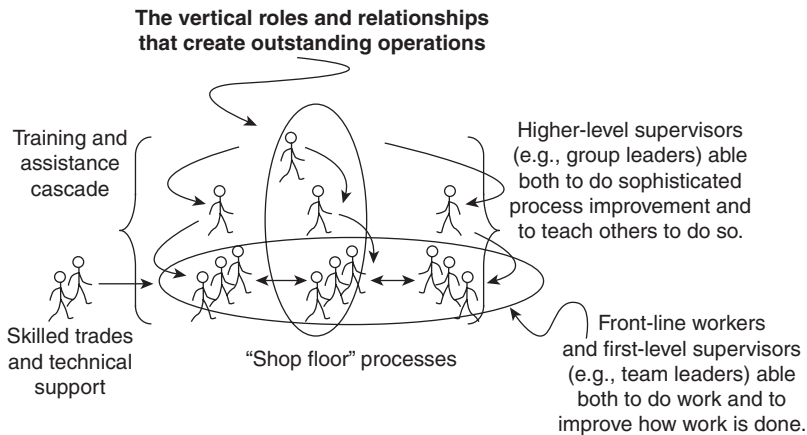 The vertical roles and relationships
that create outstanding operations
Training and
assistance
cascade
Higher-level supervisors
(e.g., group leaders) able
both to do sophisticated
process improvement and
to teach others to do so.
Skilled trades
and technical
support
“Shop floor” processes
Front-line workers
and first-level supervisors
(e.g., team leaders) able
both to do work and to
improve how work is done.